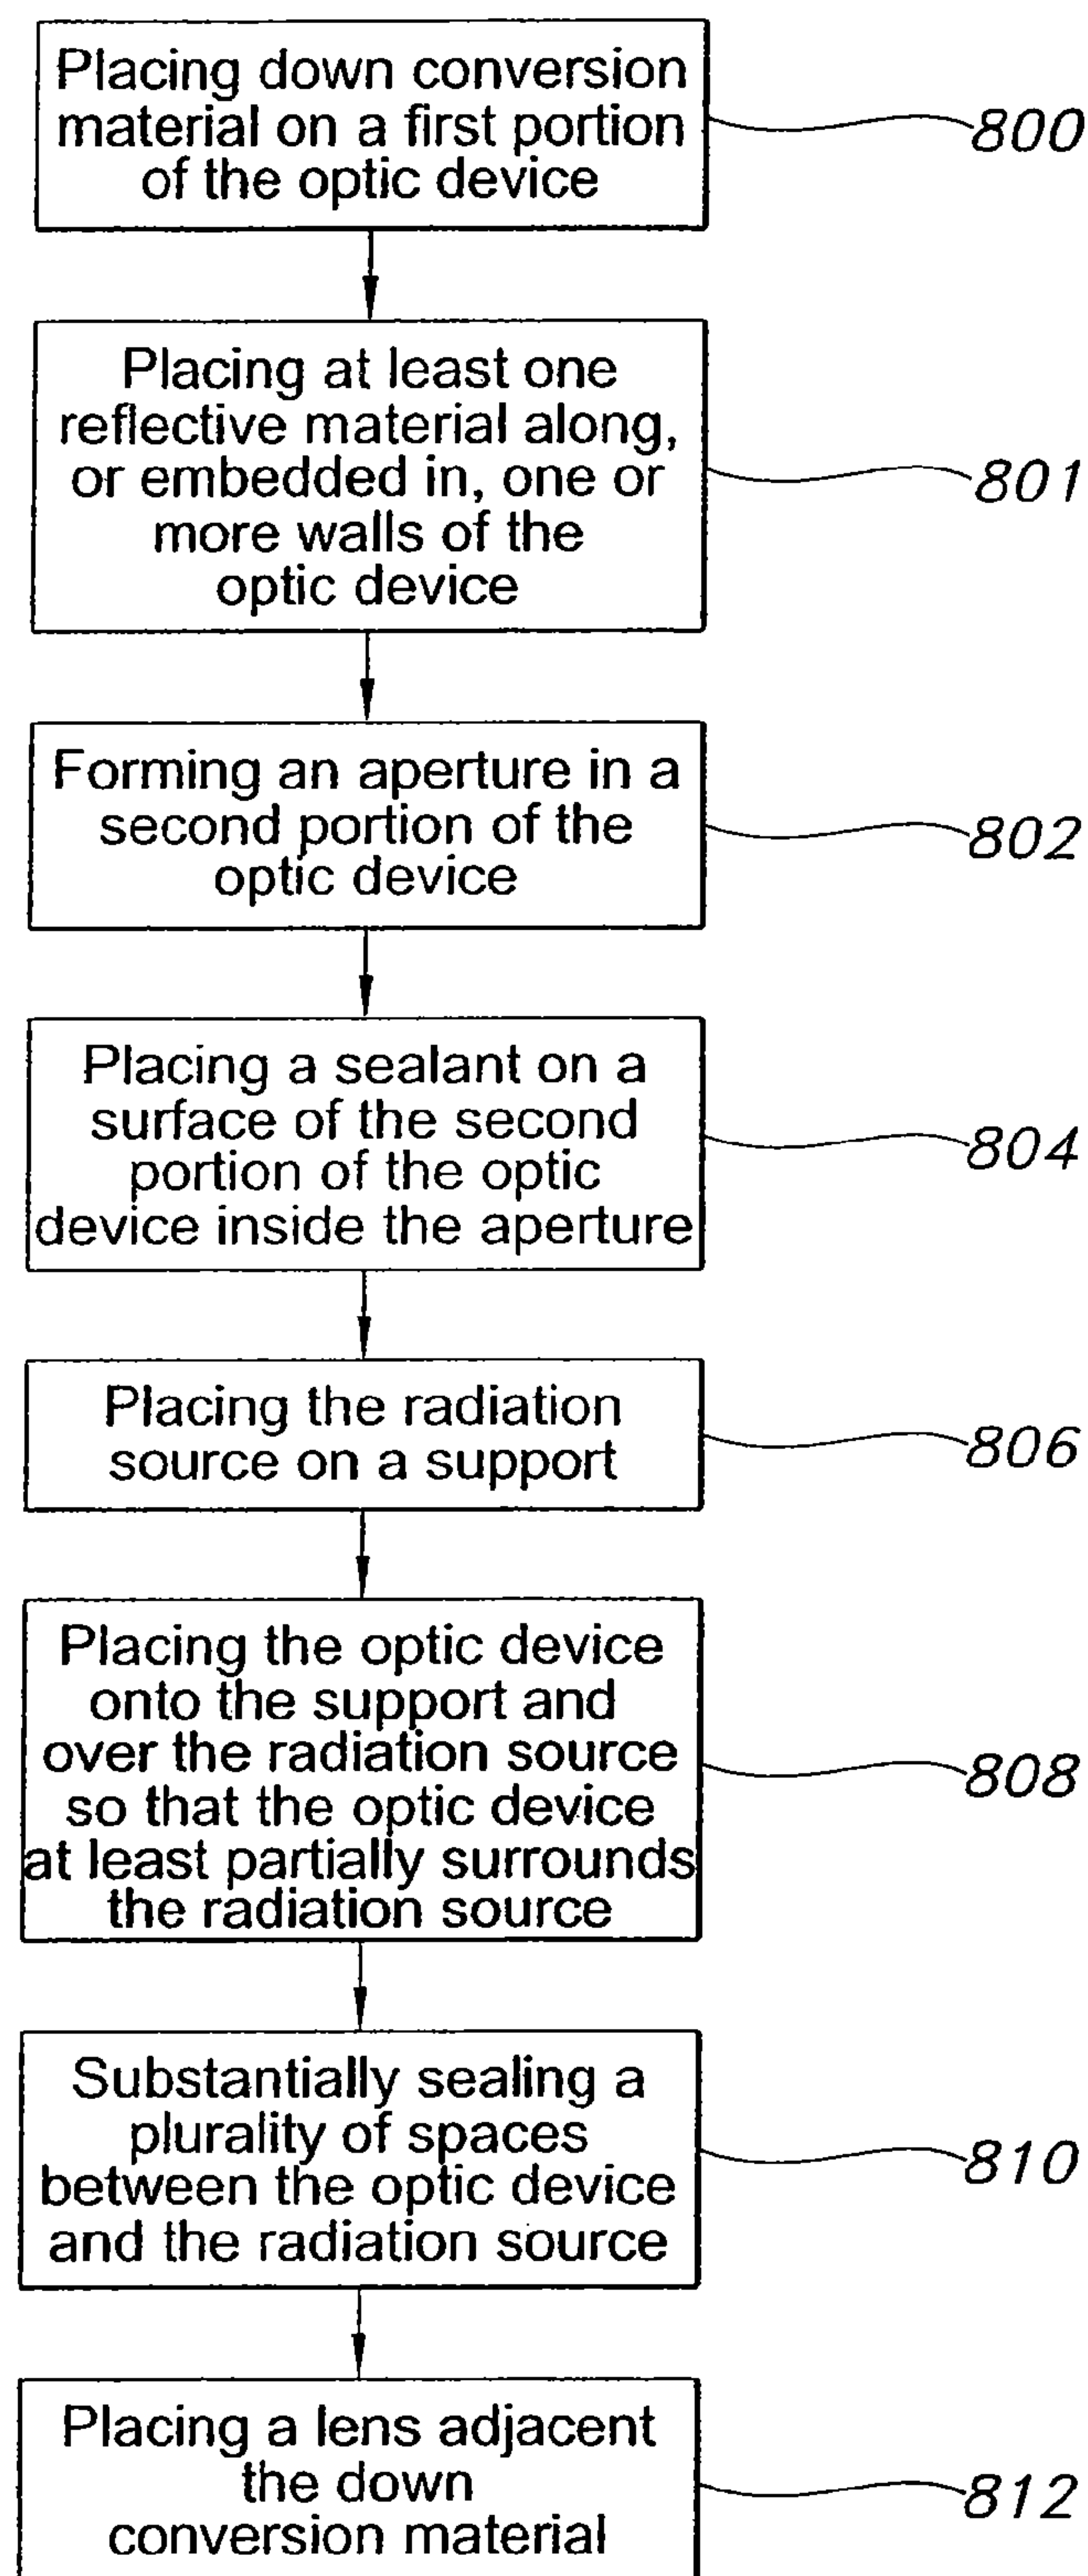 Placing down conversion
material on a first portion
of the optic device
800
Placing at least one
reflective material along,
or embedded in, one or
more walls of the
optic device
801
Forming an aperture in a
second portion of the
optic device
802
Placing a sealant on a
surface of the second
portion of the optic
device inside the aperture
804
Placing the radiation
source on a support
806
Placing the optic device
onto the support and
over the radiation source
so that the optic device
at least partially surrounds
the radiation source
808
Substantially sealing a
plurality of spaces
between the optic device
and the radiation source
810
Placing a lens adjacent
the down
conversion material
812